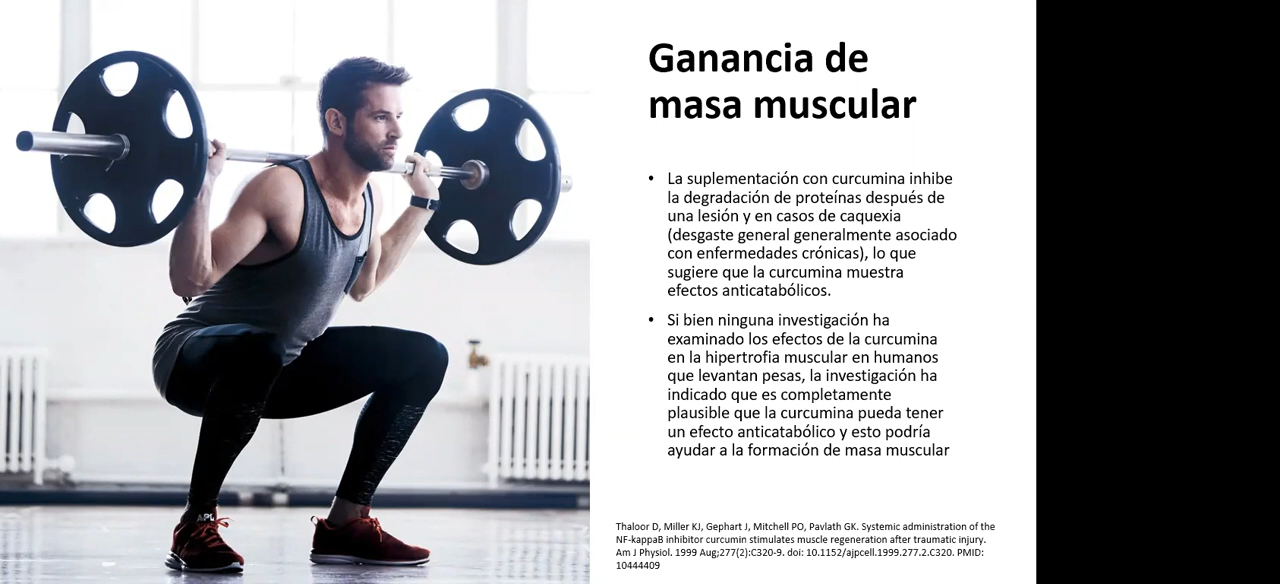 Ganancia de
masa muscular
• La suplementación con curcumina inhibe
la degradación de proteínas después de
una lesión y en casos de caquexia
(desgaste general generalmente asociado
con enfermedades crónicas), lo que
sugiere que la curcumina muestra
efectos anticatabólicos.
• Si bien ninguna investigación ha
examinado los efectos de la curcumina
en la hipertrofia muscular en humanos
que levantan pesas, la investigación ha
indicado que es completamente
plausible que la curcumina pueda tener
un efecto anticatabólico y esto podría
ayudar a la formación de masa muscular
Thaloor D, Miller KJ, Gephart J, Mitchell PO, Pavlath GK. Systemic administration of the
NF-kappaB inhibitor curcumin stimulates muscle regeneration after traumatic injury.
Am J Physiol. 1999 Aug;277(2):C320-9. doi: 10.1152/ajpcell.1999.277.2.C320. PMID:
10444409
APL